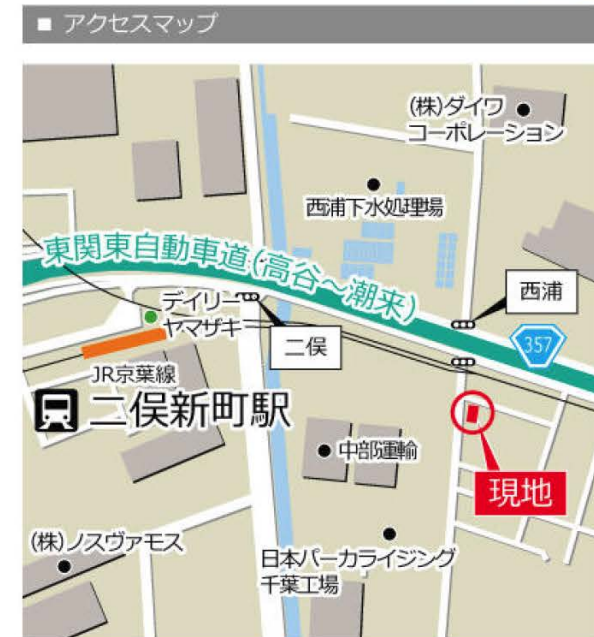 ■ アクセスマップ
(株)ダイワ
コーポレーション
西浦下水処理場
東関東自動車道(高谷～潮来)
西浦
デイリー
ヤマザキ
二俣
357
JR京葉線
二俣新町駅
中部運輸
現地
(株)ノスヴァモス
日本パーカライジング
千葉工場